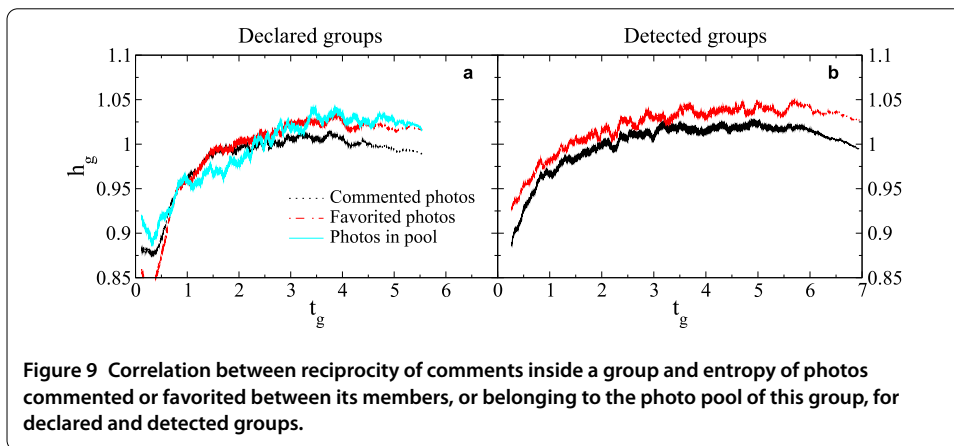 Declared groups
Detected groups
1.1
1.05
1
0.95
0.9
0.85
h_g
a
Commented photos
Favorited photos
Photos in pool
0 1 2 3 4 5 6
t_g
b
1.1
1.05
1
0.95
0.9
0.85
0 1 2 3 4 5 6 7
t_g
Figure 9 Correlation between reciprocity of comments inside a group and entropy of photos
commented or favorited between its members, or belonging to the photo pool of this group, for
declared and detected groups.